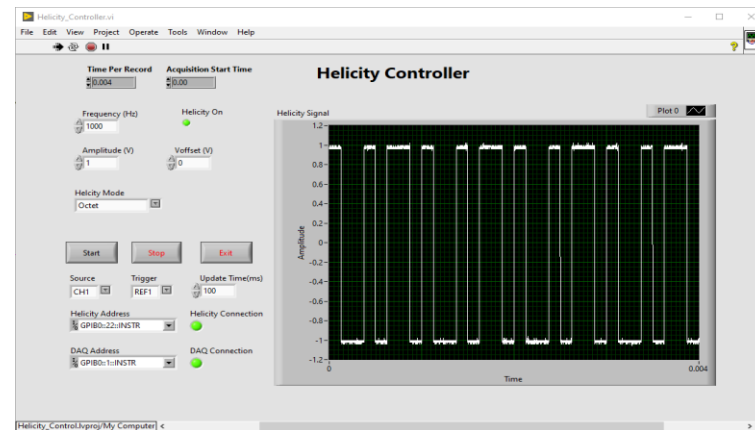 Helicity_Controller.vi
File Edit View Project Operate Tools Window Help
Time Per Record Acquisition Start Time
0.004 0.00
Helicity Controller
Frequency (Hz) Helicity On
1000
Amplitude (V) Voffset (V)
1 0
Helcity Mode
Octet
Start Stop Exit
Source Trigger Update Time(ms)
CH1 REF1 100
Helicity Address Helicity Connection
GPIB0::22::INSTR
DAQ Address DAQ Connection
GPIB0::1::INSTR
Helicity Signal Plot 0
1.2
1
0.8
0.6
0.4
0.2
0
-0.2
-0.4
-0.6
-0.8
-1
-1.2
Amplitude
0 0.004
Time
Helicity_Control.lvproj/My Computer